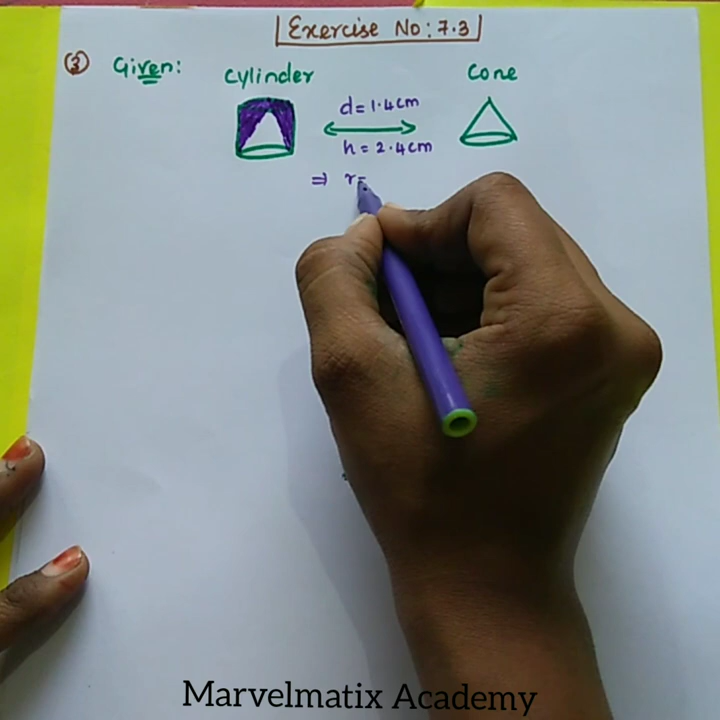 Exercise No: 7.3
(3) Given: Cylinder Cone
d = 1.4cm
h = 2.4cm
⇒ r=
Marvelmatix Academy